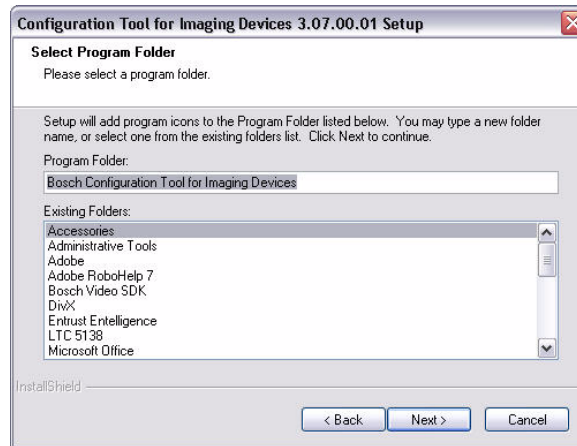 Configuration Tool for Imaging Devices 3.07.00.01 Setup
Select Program Folder
Please select a program folder.
Setup will add program icons to the Program Folder listed below. You may type a new folder
name, or select one from the existing folders list. Click Next to continue.
Program Folder:
Bosch Configuration Tool for Imaging Devices
Existing Folders:
Accessories
Administrative Tools
Adobe
Adobe RoboHelp 7
Bosch Video SDK
DivX
Entrust Entelligence
LTC 5138
Microsoft Office
InstallShield
< Back
Next >
Cancel